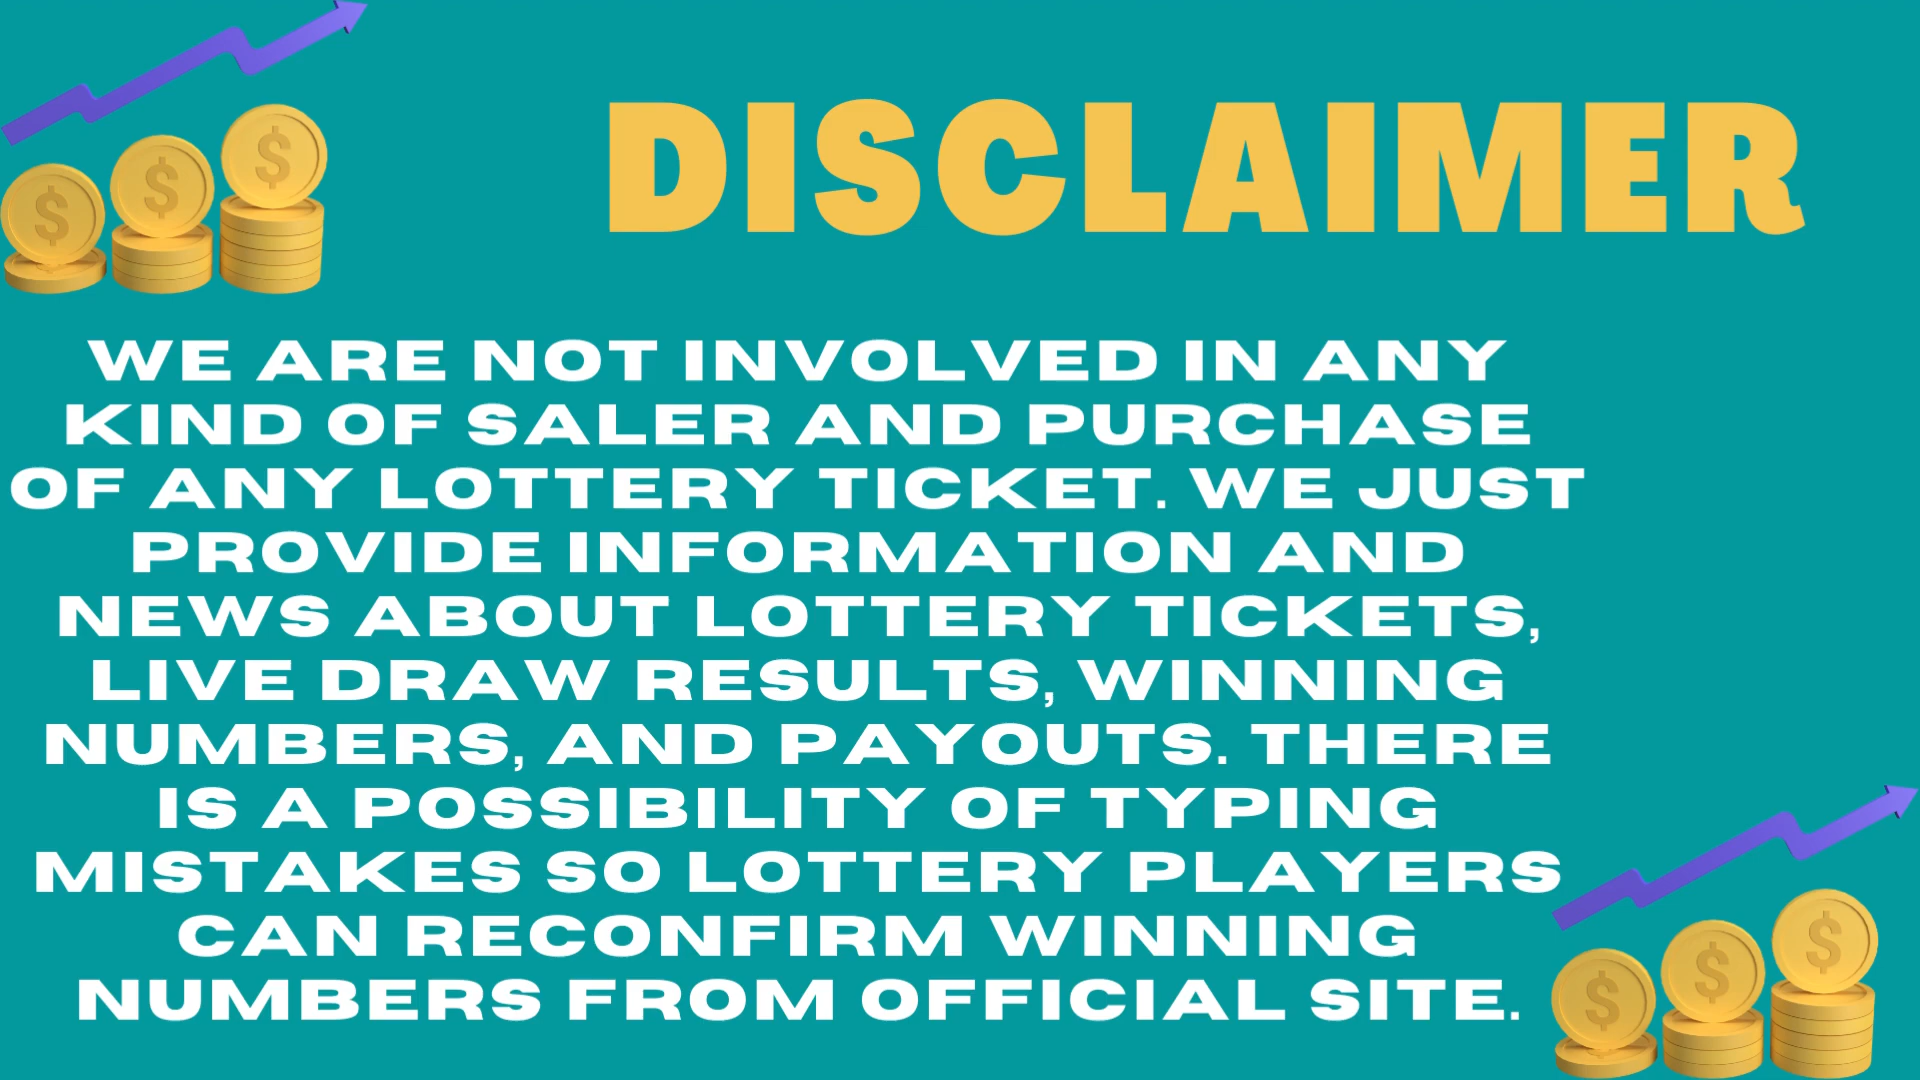 DISCLAIMER
WE ARE NOT INVOLVED IN ANY
KIND OF SALER AND PURCHASE
OF ANY LOTTERY TICKET. WE JUST
PROVIDE INFORMATION AND
NEWS ABOUT LOTTERY TICKETS,
LIVE DRAW RESULTS, WINNING
NUMBERS, AND PAYOUTS. THERE
IS A POSSIBILITY OF TYPING
MISTAKES SO LOTTERY PLAYERS
CAN RECONFIRM WINNING
NUMBERS FROM OFFICIAL SITE.